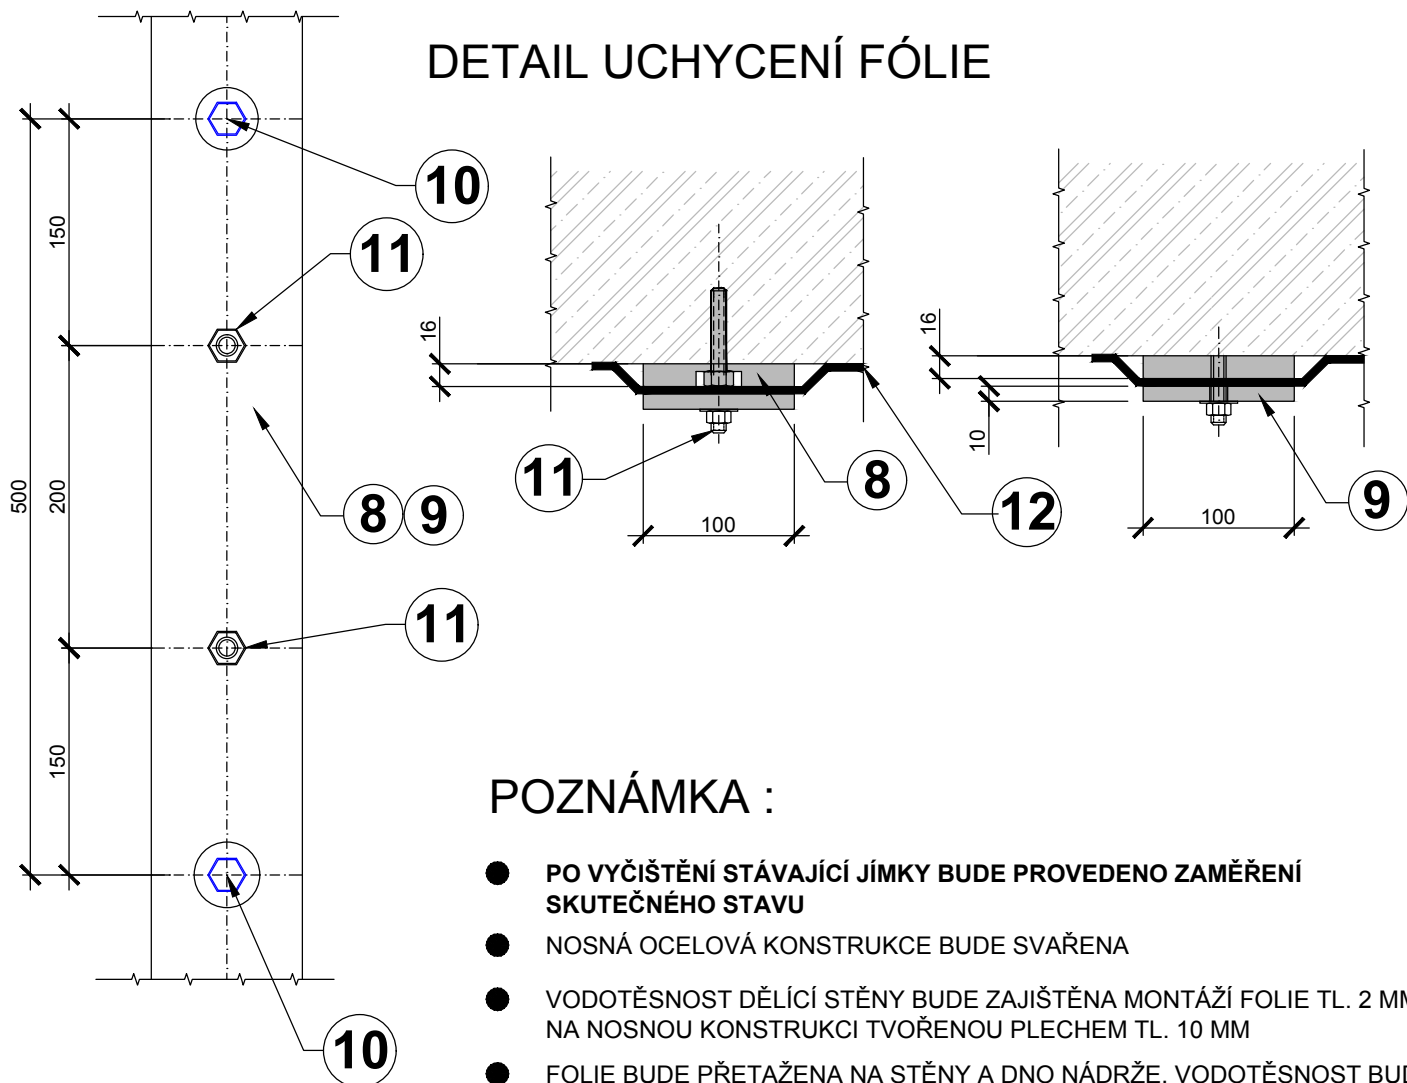 DETAIL UCHYCENÍ FÓLIE
10
11
150
16
16
10
11
8
12
9
100
100
500
200
8 9
11
150
10
POZNÁMKA :
PO VYČIŠTĚNÍ STÁVAJÍCÍ JÍMKY BUDE PROVEDENO ZAMĚŘENÍ
SKUTEČNÉHO STAVU
NOSNÁ OCELOVÁ KONSTRUKCE BUDE SVAŘENA
VODOTĚSNOST DĚLÍCÍ STĚNY BUDE ZAJIŠTĚNA MONTÁŽÍ FOLIE TL. 2 MM
NA NOSNOU KONSTRUKCI TVOŘENOU PLECHEM TL. 10 MM
FOLIE BUDE PŘETAŽENA NA STĚNY A DNO NÁDRŽE. VODOTĚSNOST BUD